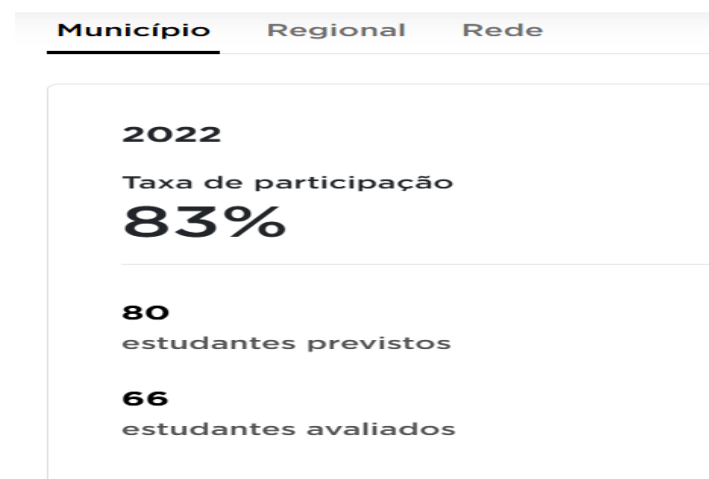 Município Regional Rede
2022
Taxa de participação
83%
80
estudantes previstos
66
estudantes avaliados